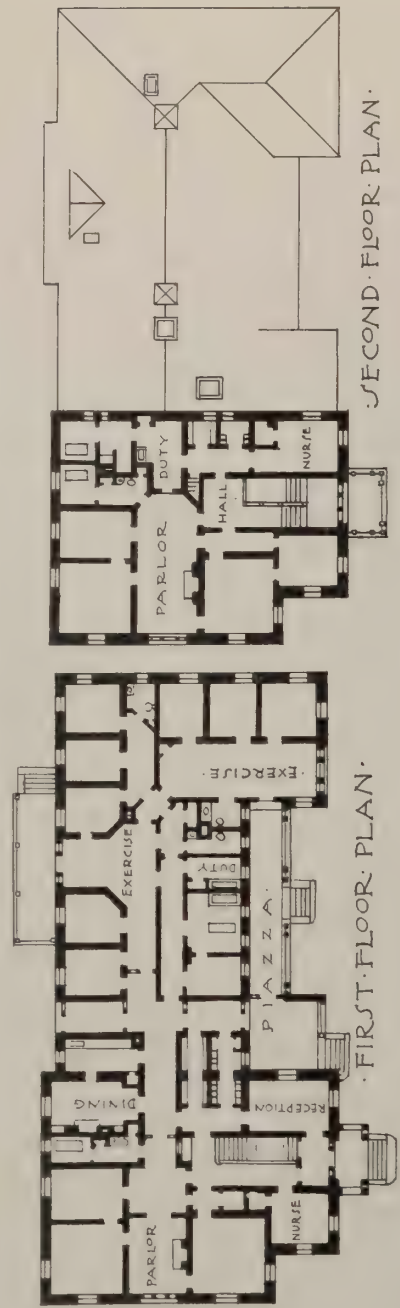 PARLOR
DUTY
HALL
NURSE
·SECOND·FLOOR·PLAN·
EXERCISE
·EXERCISE·
DUTY
PIAZZA·
DINING
RECEPTION
PARLOR
NURSE
·FIRST·FLOOR·PLAN·